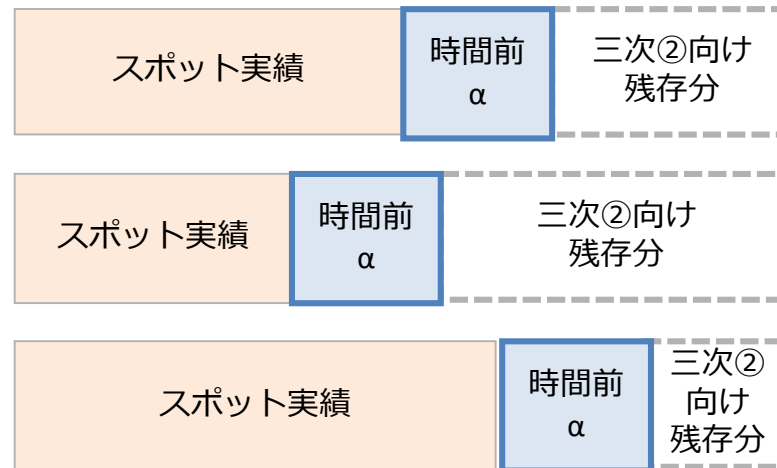 スポット実績
時間前
α
三次②向け
残存分
スポット実績
時間前
α
三次②向け
残存分
スポット実績
時間前
α
三次②
向け
残存分